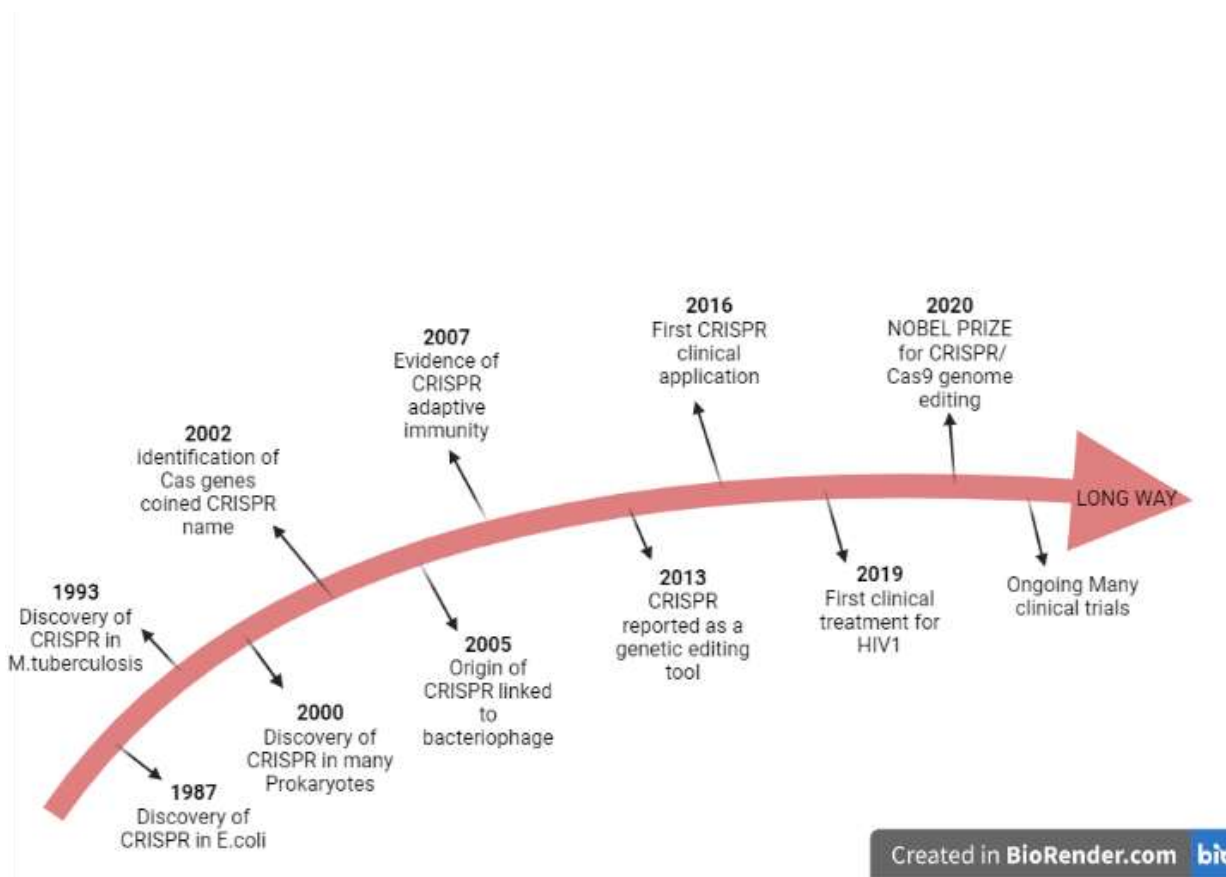 1987
Discovery of
CRISPR in E.coli
1993
Discovery of
CRISPR in
M.tuberculosis
2000
Discovery of
CRISPR in many
Prokaryotes
2002
identification of
Cas genes
coined CRISPR
name
2005
Origin of
CRISPR linked
to
bacteriophage
2007
Evidence of
CRISPR
adaptive
immunity
2013
CRISPR
reported as a
genetic editing
tool
2016
First CRISPR
clinical
application
2019
First clinical
treatment for
HIV1
2020
NOBEL PRIZE
for CRISPR/
Cas9 genome
editing
Ongoing Many
clinical trials
LONG WAY
Created in BioRender.com